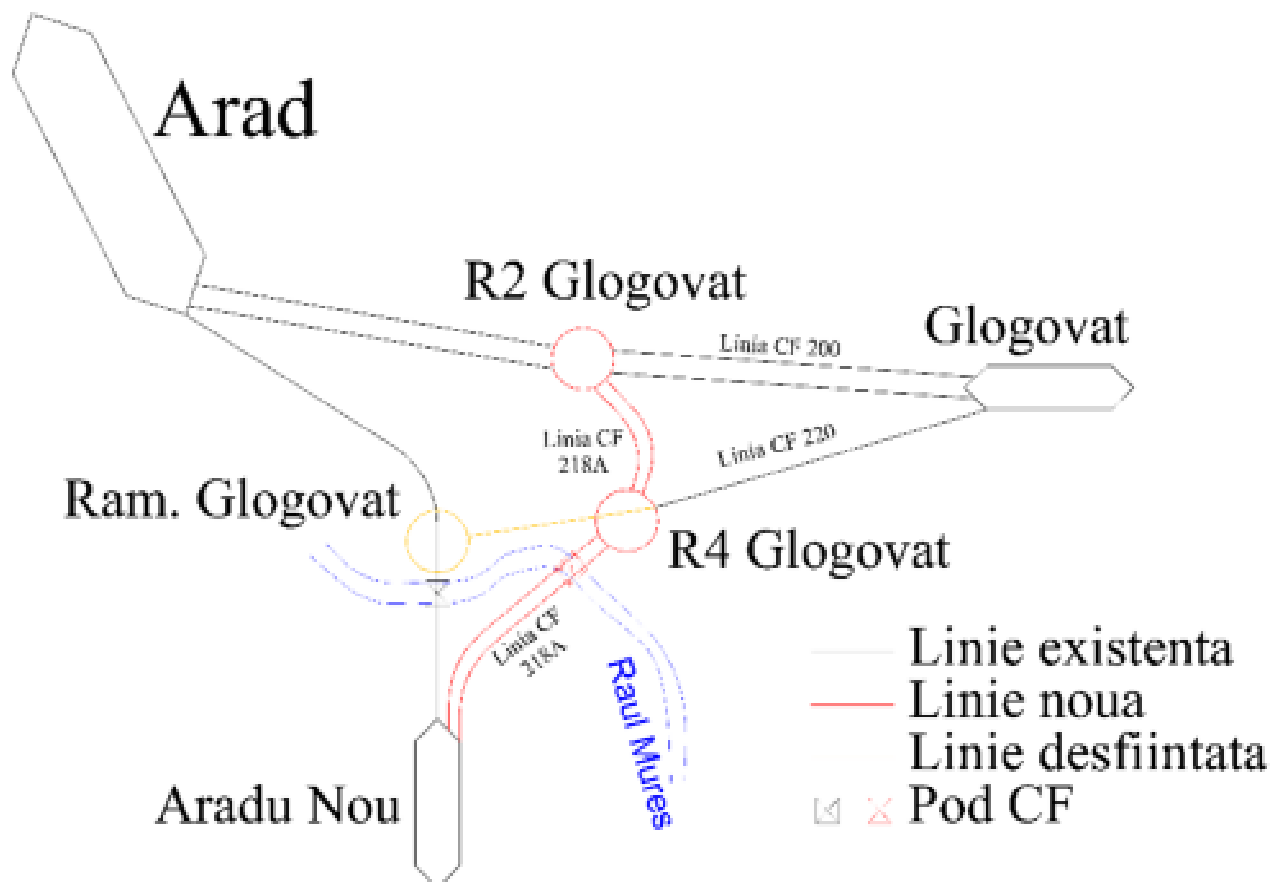 Arad
R2 Glogovat
Glogovat
Linia CF 200
Linia CF
218A
Linia CF 220
Ram. Glogovat
R4 Glogovat
Linia CF
218A
Raul Mures
Linie existenta
Linie noua
Linie desfiintata
Pod CF
Aradu Nou